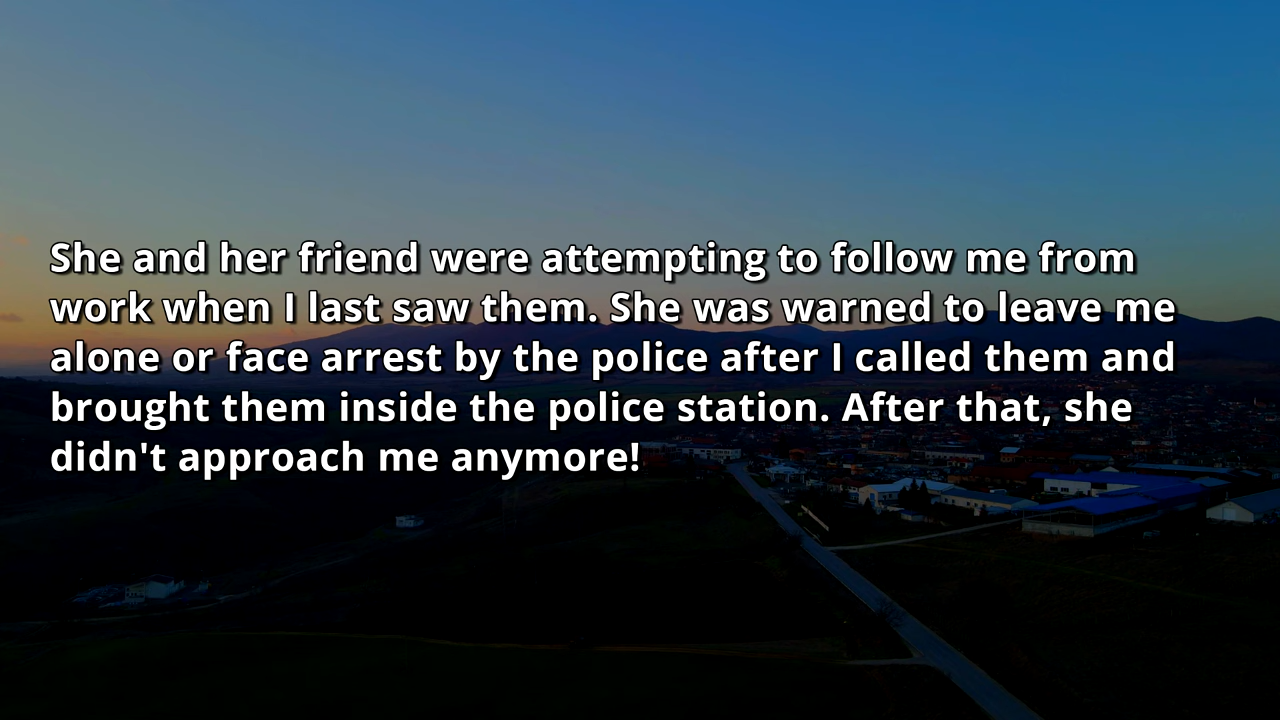 She and her friend were attempting to follow me from
work when I last saw them. She was warned to leave me
alone or face arrest by the police after I called them and
brought them inside the police station. After that, she
didn't approach me anymore!